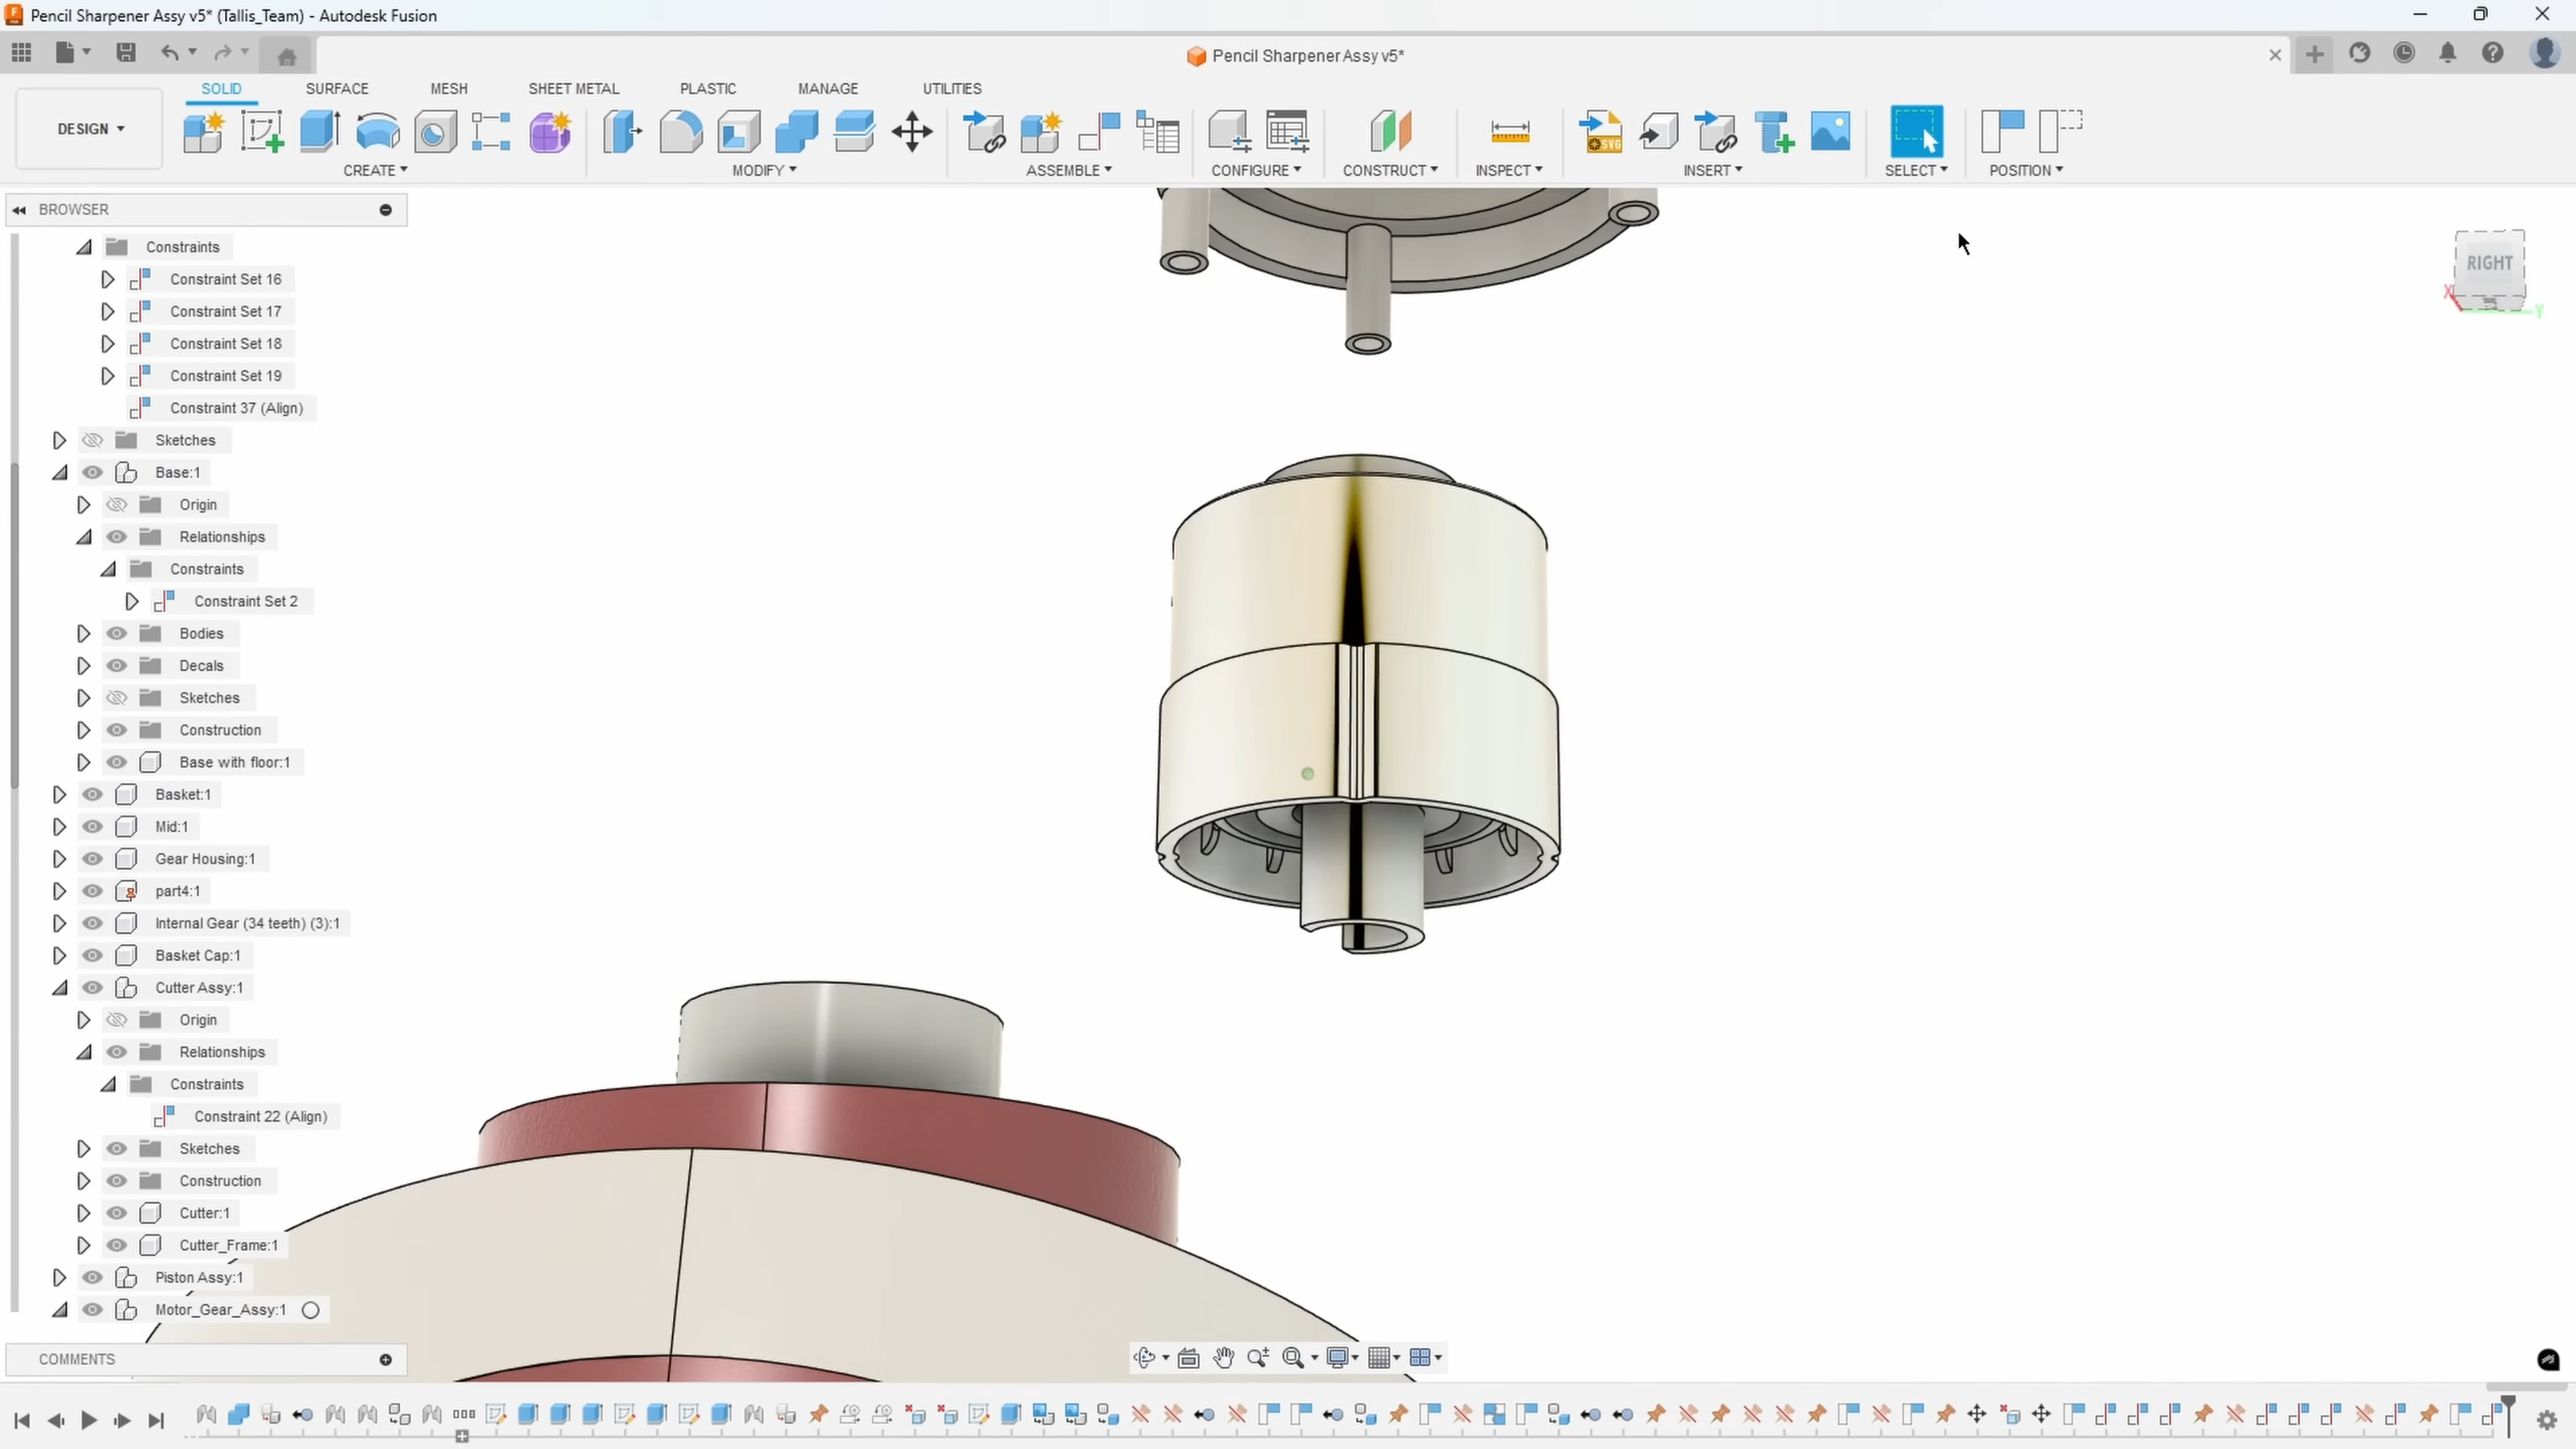 Pencil Sharpener Assy v5* (Tallis_Team) - Autodesk Fusion
Pencil Sharpener Assy v5*
DESIGN
SOLID SURFACE MESH SHEET METAL PLASTIC MANAGE UTILITIES
CREATE MODIFY ASSEMBLE CONFIGURE CONSTRUCT INSPECT INSERT SELECT POSITION
SVG
BROWSER
Constraints
Constraint Set 16
Constraint Set 17
Constraint Set 18
Constraint Set 19
Constraint 37 (Align)
Sketches
Base:1
Origin
Relationships
Constraints
Constraint Set 2
Bodies
Decals
Sketches
Construction
Base with floor:1
Basket:1
Mid:1
Gear Housing:1
part4:1
Internal Gear (34 teeth) (3):1
Basket Cap:1
Cutter Assy:1
Origin
Relationships
Constraints
Constraint 22 (Align)
Sketches
Construction
Cutter:1
Cutter_Frame:1
Piston Assy:1
Motor_Gear_Assy:1
COMMENTS
RIGHT
X
Y